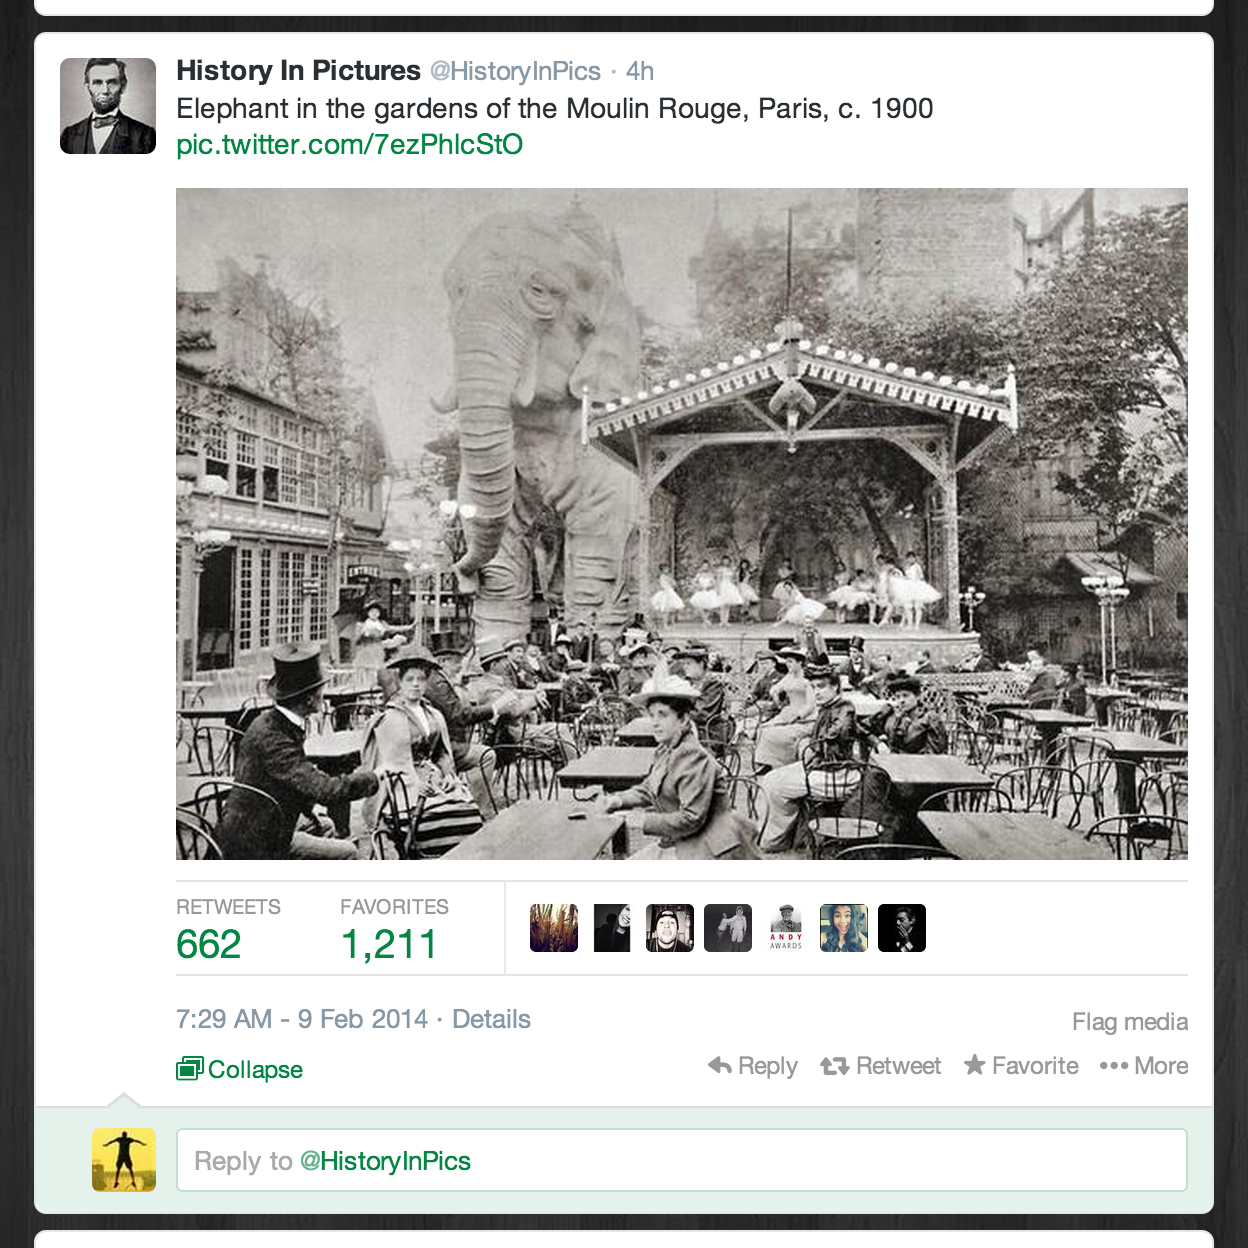 History In Pictures @HistoryInPics · 4h
Elephant in the gardens of the Moulin Rouge, Paris, c. 1900
pic.twitter.com/7ezPhlcStO
ENTREE
RETWEETS FAVORITES
662 1,211
ANDY
AWARDS
7:29 AM - 9 Feb 2014 · Details
Flag media
Collapse
Reply Retweet Favorite More
Reply to @HistoryInPics